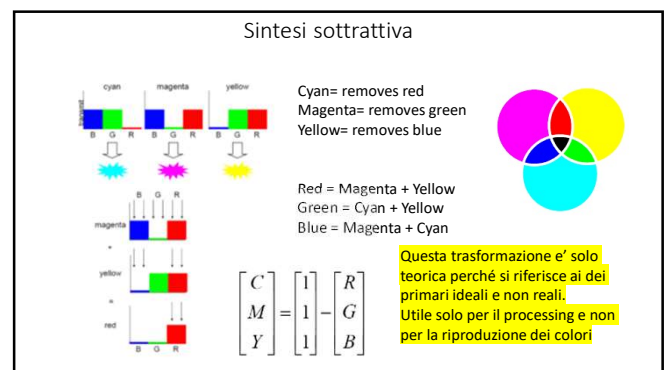 Sintesi sottrattiva
cyan magenta yellow
transmit
B G R B G R B G R
Cyan= removes red
Magenta= removes green
Yellow= removes blue
B G R
magenta
+
yellow
=
red
B G R
Red = Magenta + Yellow
Green = Cyan + Yellow
Blue = Magenta + Cyan
[C M Y] = [1 1 1] - [R G B]
Questa trasformazione e' solo
teorica perché si riferisce ai dei
primari ideali e non reali.
Utile solo per il processing e non
per la riproduzione dei colori